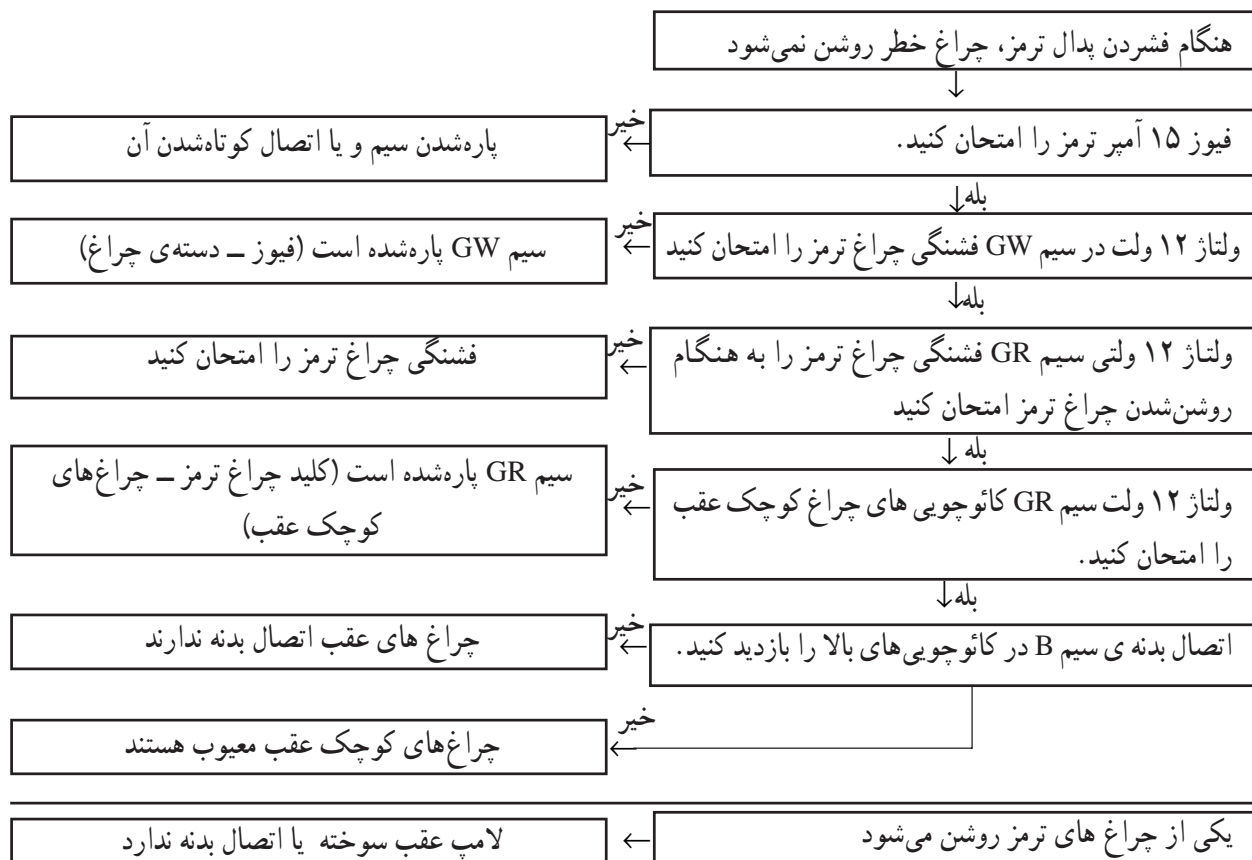 هنگام فشردن پدال ترمز، چراغ خطر روشن نمی‌شود
فیوز ۱۵ آمپر ترمز را امتحان کنید.
خیر
پاره‌شدن سیم و یا اتصال کوتاه‌شدن آن
بله
ولتاژ ۱۲ ولت در سیم GW فشنگی چراغ ترمز را امتحان کنید
خیر
سیم GW پاره‌شده است (فیوز ــ دسته‌ی چراغ)
بله
ولتاژ ۱۲ ولتی سیم GR فشنگی چراغ ترمز را به هنگام
روشن‌شدن چراغ ترمز امتحان کنید
خیر
فشنگی چراغ ترمز را امتحان کنید
بله
ولتاژ ۱۲ ولت سیم GR کائوچویی های چراغ کوچک عقب
را امتحان کنید.
خیر
سیم GR پاره‌شده است (کلید چراغ ترمز ــ چراغ‌های
کوچک عقب)
بله
اتصال بدنه ی سیم B در کائوچویی‌های بالا را بازدید کنید.
خیر
چراغ های عقب اتصال بدنه ندارند
خیر
چراغ‌های کوچک عقب معیوب هستند
یکی از چراغ های ترمز روشن می‌شود
لامپ عقب سوخته یا اتصال بدنه ندارد